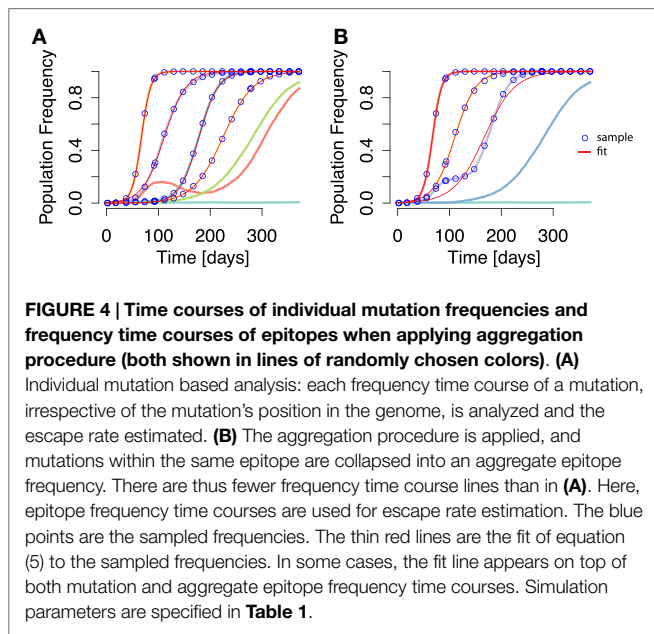 A
B
Population Frequency
0.0 0.4 0.8
0 100 200 300
Time [days]
Population Frequency
0.0 0.4 0.8
0 100 200 300
Time [days]
sample
fit
FIGURE 4 | Time courses of individual mutation frequencies and
frequency time courses of epitopes when applying aggregation
procedure (both shown in lines of randomly chosen colors). (A)
Individual mutation based analysis: each frequency time course of a mutation,
irrespective of the mutation's position in the genome, is analyzed and the
escape rate estimated. (B) The aggregation procedure is applied, and
mutations within the same epitope are collapsed into an aggregate epitope
frequency. There are thus fewer frequency time course lines than in (A). Here,
epitope frequency time courses are used for escape rate estimation. The blue
points are the sampled frequencies. The thin red lines are the fit of equation
(5) to the sampled frequencies. In some cases, the fit line appears on top of
both mutation and aggregate epitope frequency time courses. Simulation
parameters are specified in Table 1.